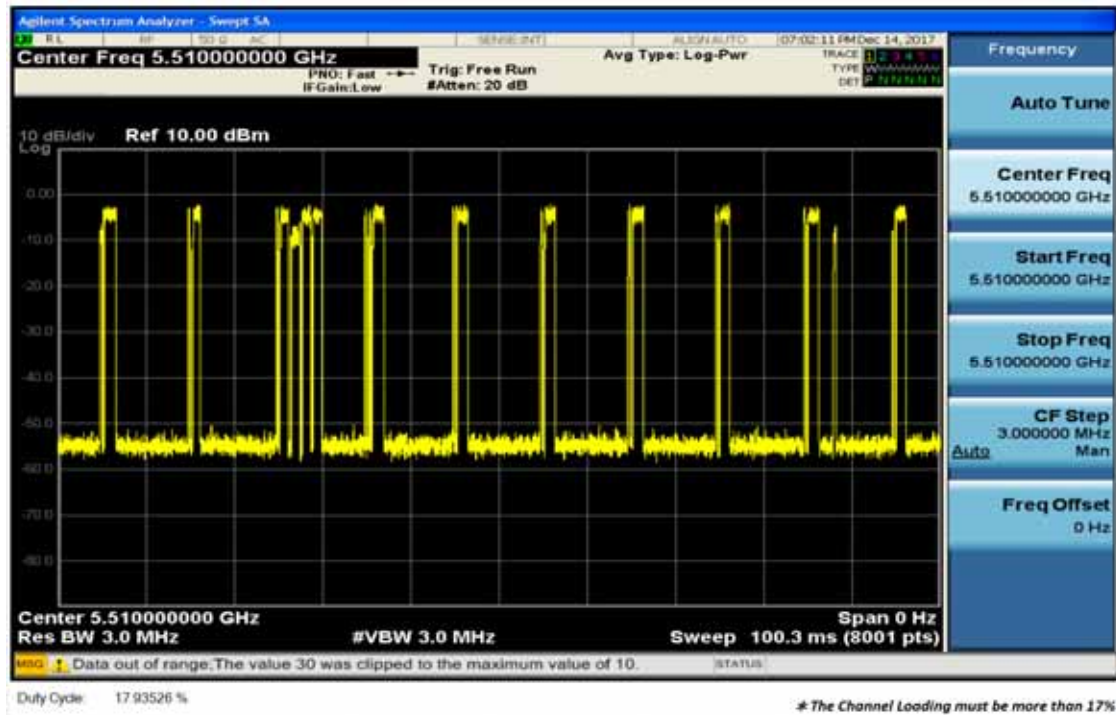 Agilent Spectrum Analyzer - Swept SA
RL RF 50 Ω AC SENSE:INT ALIGN AUTO 07:02:11 PM Dec 14, 2017
Center Freq 5.510000000 GHz
PNO: Fast
IFGain:Low
Trig: Free Run
#Atten: 20 dB
Avg Type: Log-Pwr
TRACE 1 2 3 4 5 6
TYPE
DET P N N N N N
10 dB/div
Log
Ref 10.00 dBm
0.00
-10.0
-20.0
-30.0
-40.0
-50.0
-60.0
-70.0
-80.0
Center 5.510000000 GHz
Span 0 Hz
Res BW 3.0 MHz
#VBW 3.0 MHz
Sweep 100.3 ms (8001 pts)
MSG ! Data out of range;The value 30 was clipped to the maximum value of 10.
STATUS
Frequency
Auto Tune
Center Freq
5.510000000 GHz
Start Freq
5.510000000 GHz
Stop Freq
5.510000000 GHz
CF Step
3.000000 MHz
Auto Man
Freq Offset
0 Hz
Duty Cycle: 17.93526 %
* The Channel Loading must be more than 17%